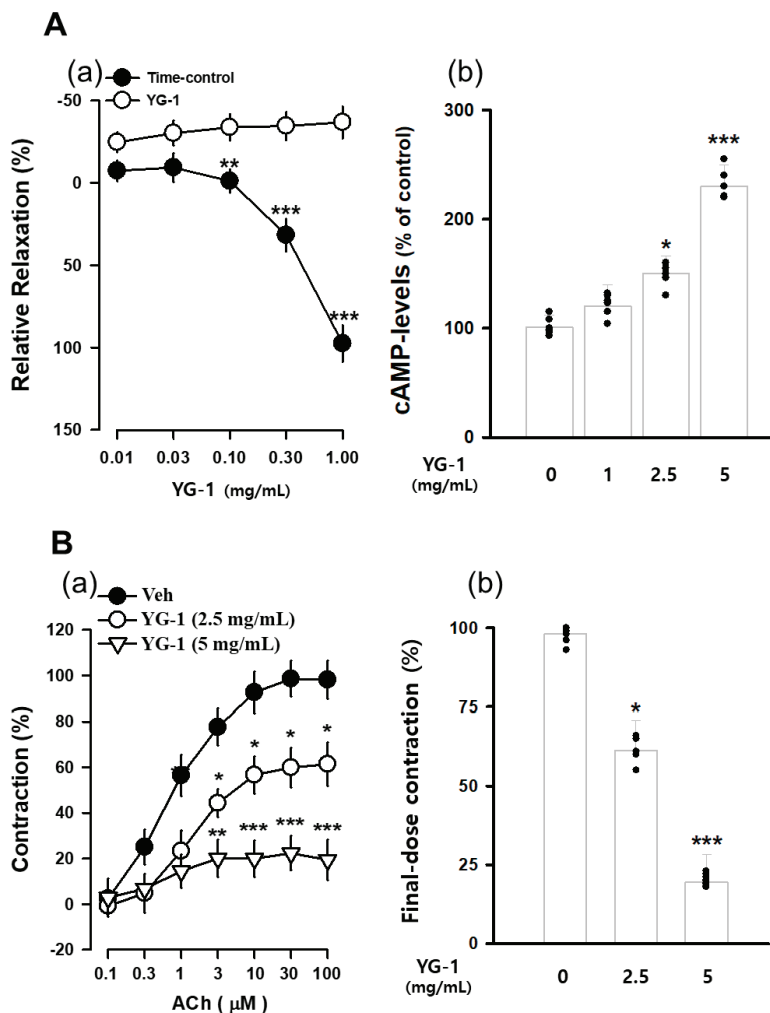 A
(a)
Time-control
YG-1
-50
0
50
100
150
Relative Relaxation (%)
**
***
***
0.01 0.03 0.10 0.30 1.00
YG-1 (mg/mL)
(b)
300
200
100
0
cAMP-levels (% of control)
*
***
YG-1
(mg/mL)
0 1 2.5 5
B
(a)
Veh
YG-1 (2.5 mg/mL)
YG-1 (5 mg/mL)
120
100
80
60
40
20
0
-20
Contraction (%)
* * * *
** *** *** ***
0.1 0.3 1 3 10 30 100
ACh ( μM )
(b)
100
75
50
25
0
Final-dose contraction (%)
*
***
YG-1
(mg/mL)
0 2.5 5